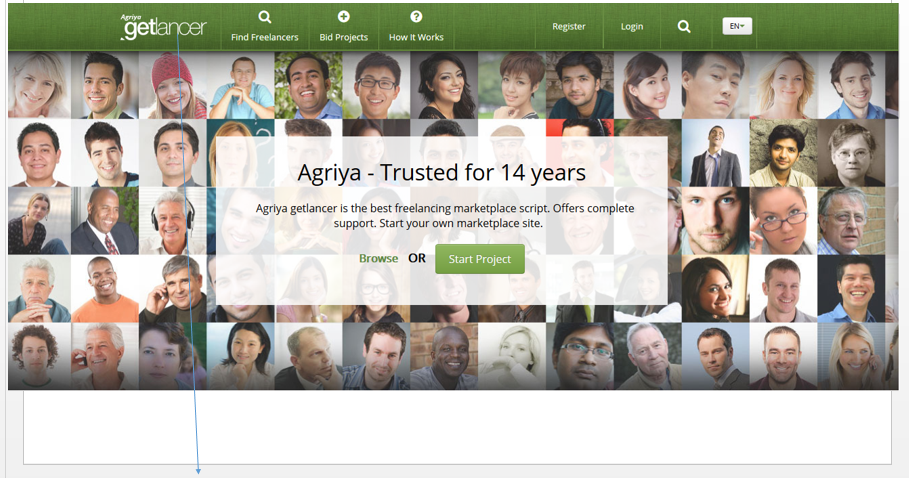 Agriya
getlancer
Find Freelancers
Bid Projects
How It Works
Register
Login
EN
Agriya - Trusted for 14 years
Agriya getlancer is the best freelancing marketplace script. Offers complete
support. Start your own marketplace site.
Browse OR Start Project